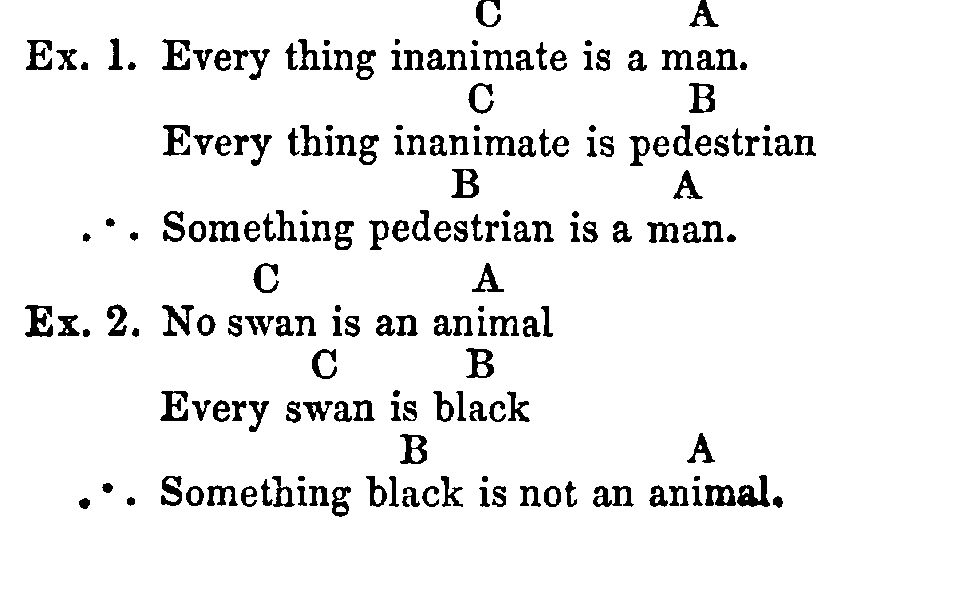 C A
Ex. 1. Every thing inanimate is a man.
C B
Every thing inanimate is pedestrian
B A
.·. Something pedestrian is a man.
C A
Ex. 2. No swan is an animal
C B
Every swan is black
B A
.·. Something black is not an animal.